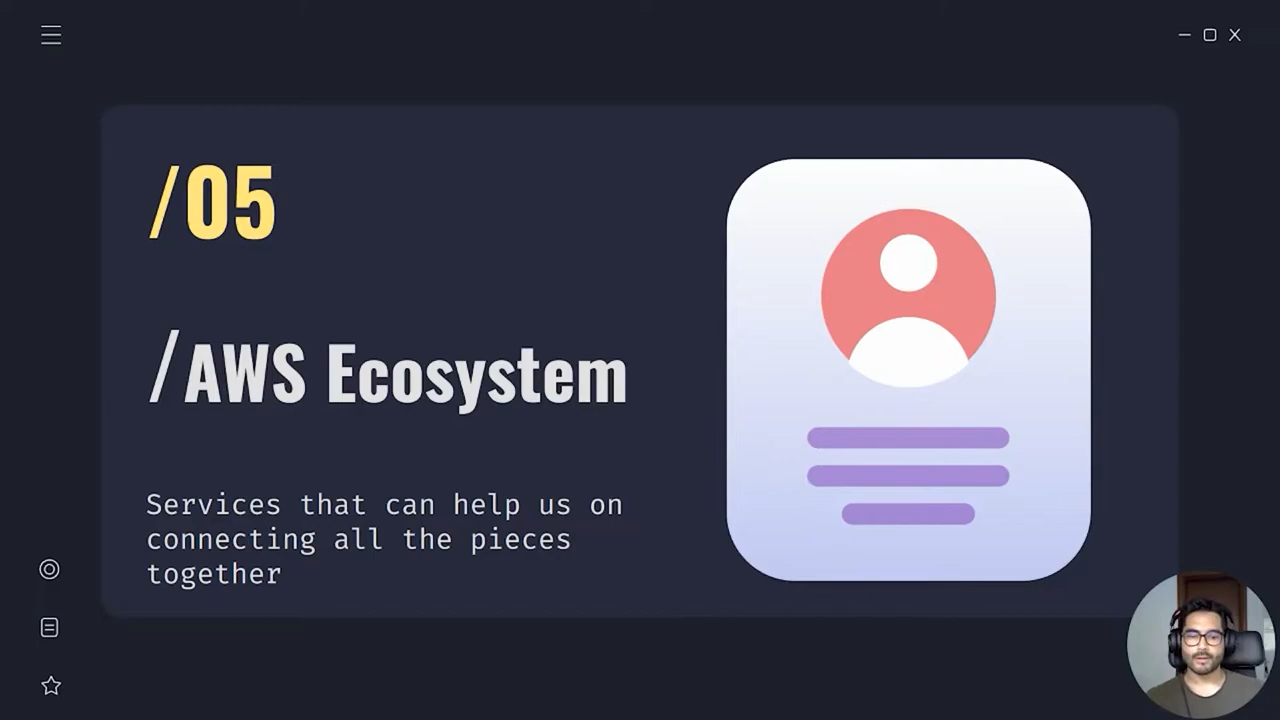 /05
/AWS Ecosystem
Services that can help us on
connecting all the pieces
together